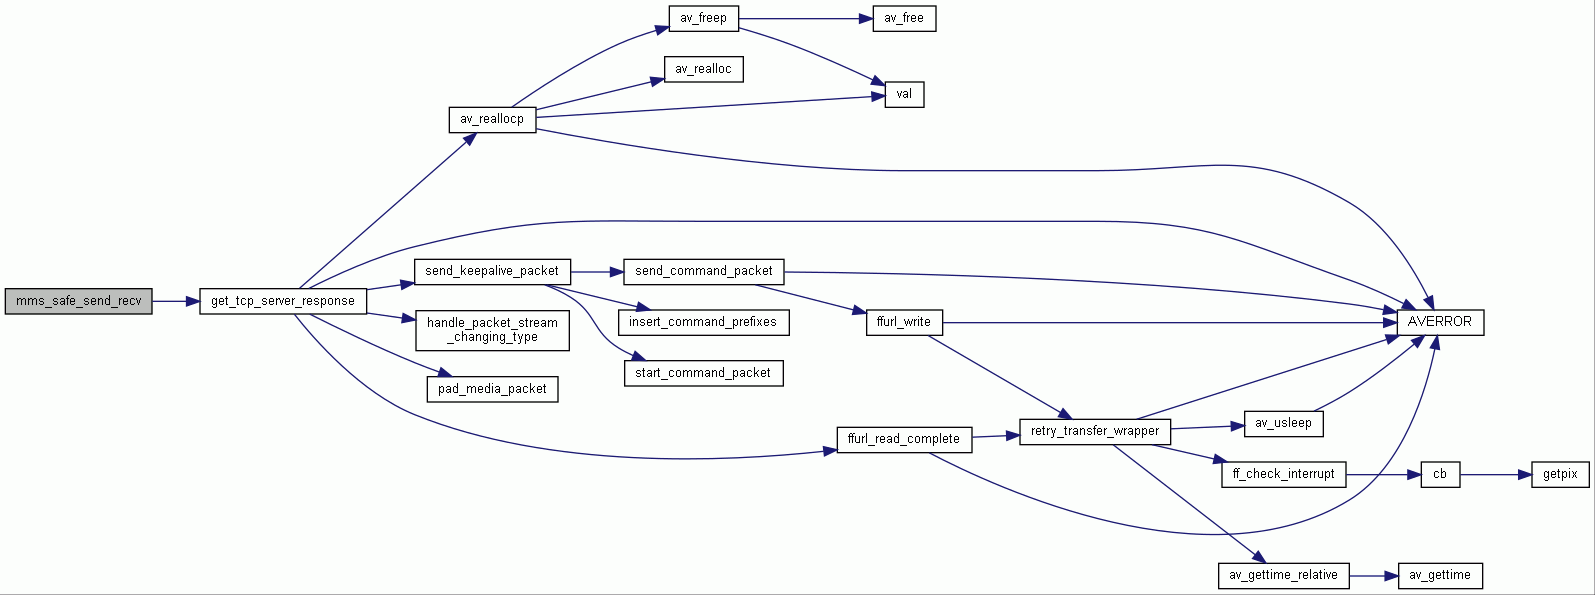 av_freep
av_free
av_realloc
val
av_reallocp
send_keepalive_packet
send_command_packet
mms_safe_send_recv
get_tcp_server_response
handle_packet_stream
_changing_type
insert_command_prefixes
ffurl_write
AVERROR
start_command_packet
pad_media_packet
av_usleep
retry_transfer_wrapper
ffurl_read_complete
ff_check_interrupt
cb
getpix
av_gettime_relative
av_gettime